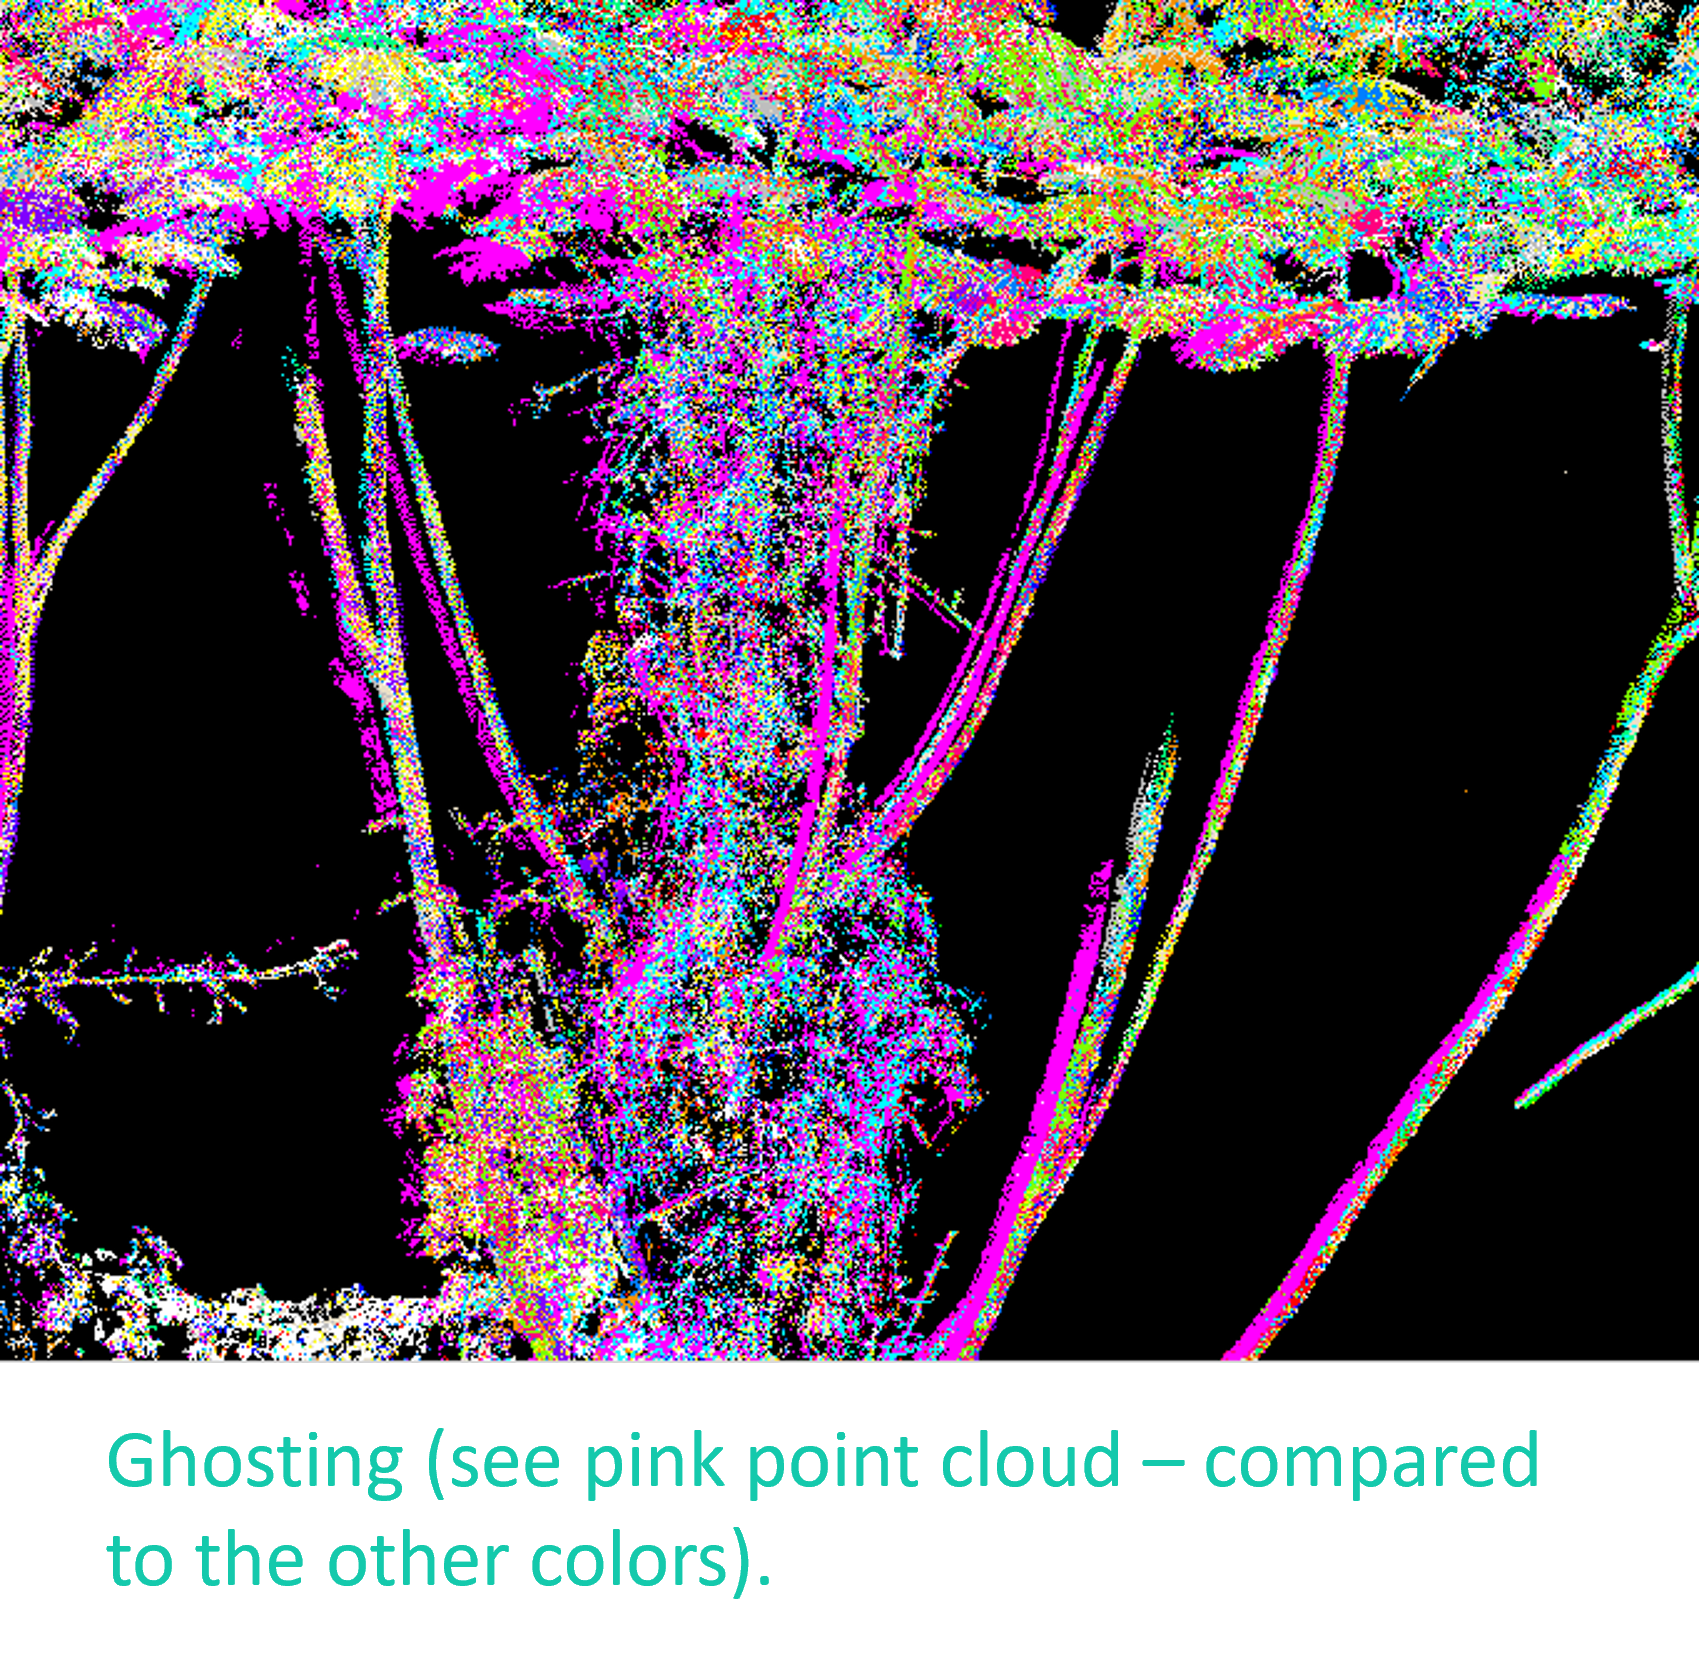 Ghosting (see pink point cloud – compared
to the other colors).